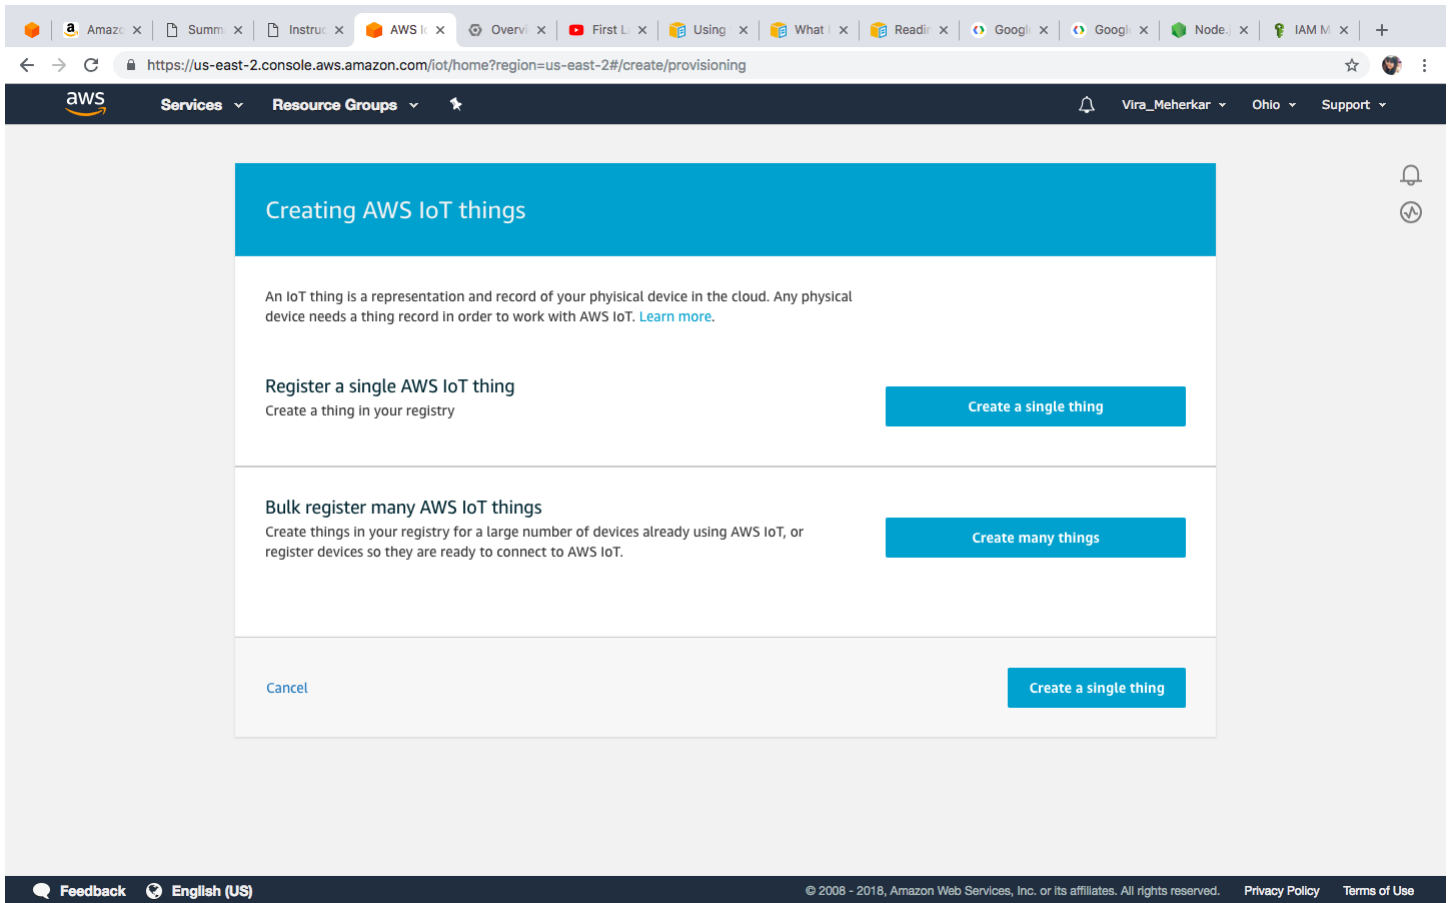 Amazo
Summ
Instruc
AWS Io
Overvi
First L
Using
What I
Readin
Googl
Googl
Node.
IAM M
https://us-east-2.console.aws.amazon.com/iot/home?region=us-east-2#/create/provisioning
aws Services Resource Groups Vira_Meherkar Ohio Support
Creating AWS IoT things
An IoT thing is a representation and record of your phyisical device in the cloud. Any physical
device needs a thing record in order to work with AWS IoT. Learn more.
Register a single AWS IoT thing
Create a thing in your registry
Create a single thing
Bulk register many AWS IoT things
Create things in your registry for a large number of devices already using AWS IoT, or
register devices so they are ready to connect to AWS IoT.
Create many things
Cancel
Create a single thing
Feedback English (US) © 2008 - 2018, Amazon Web Services, Inc. or its affiliates. All rights reserved. Privacy Policy Terms of Use